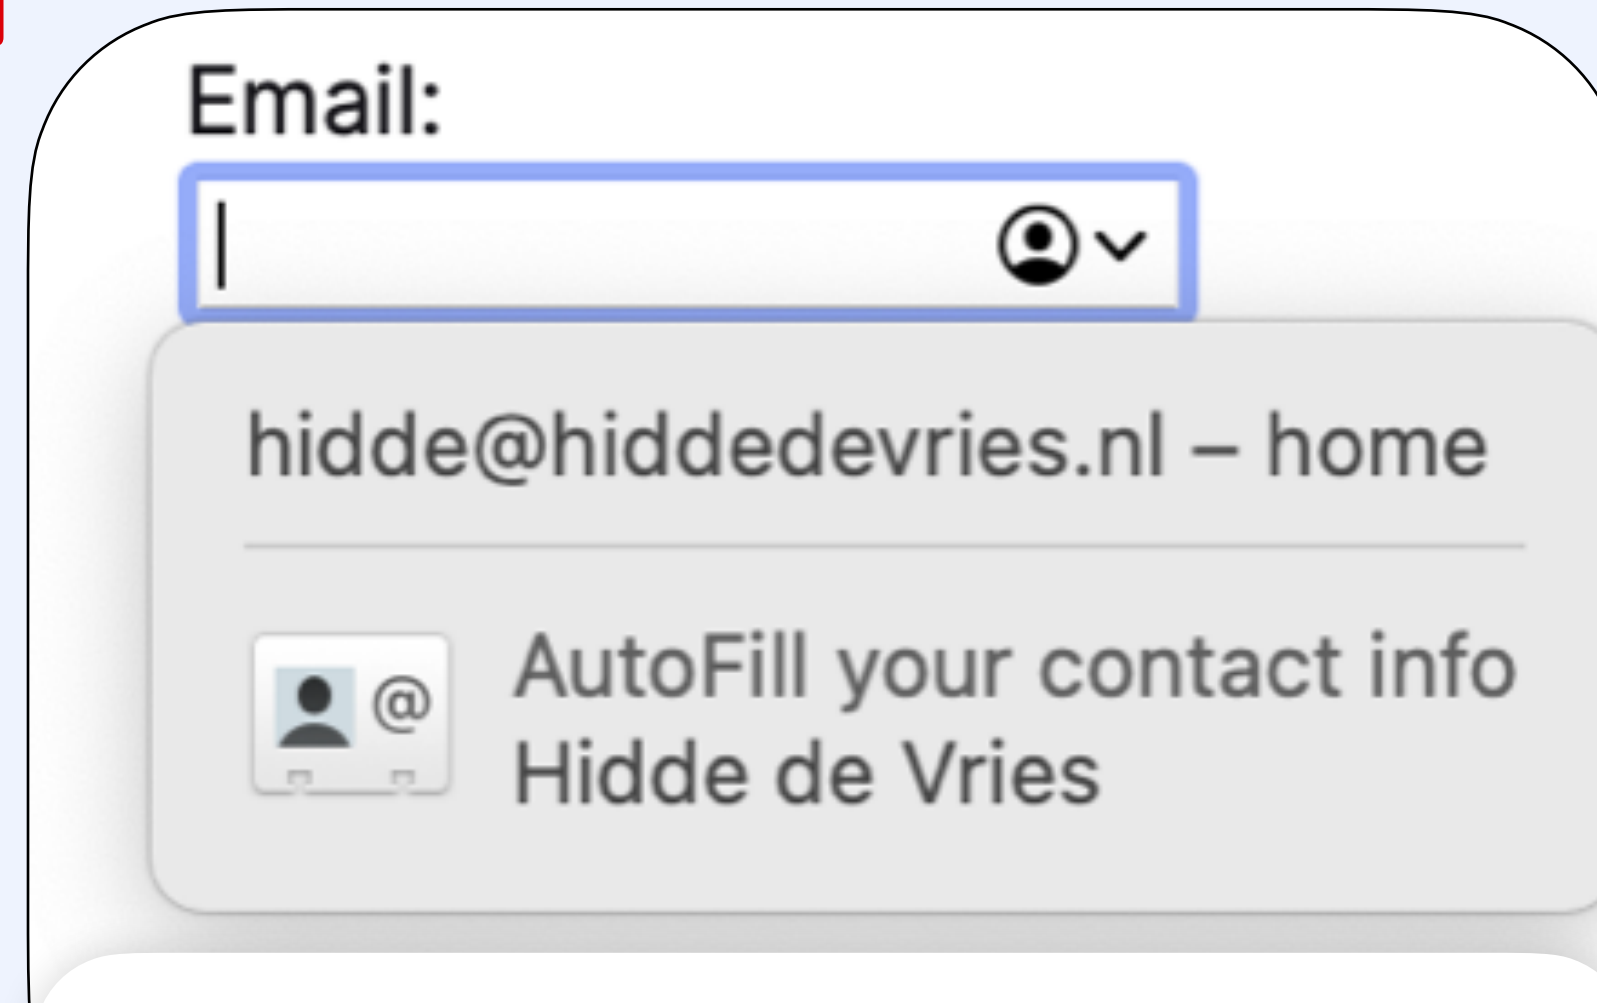 Email:
hidde@hiddedevries.nl – home
@
AutoFill your contact info
Hidde de Vries